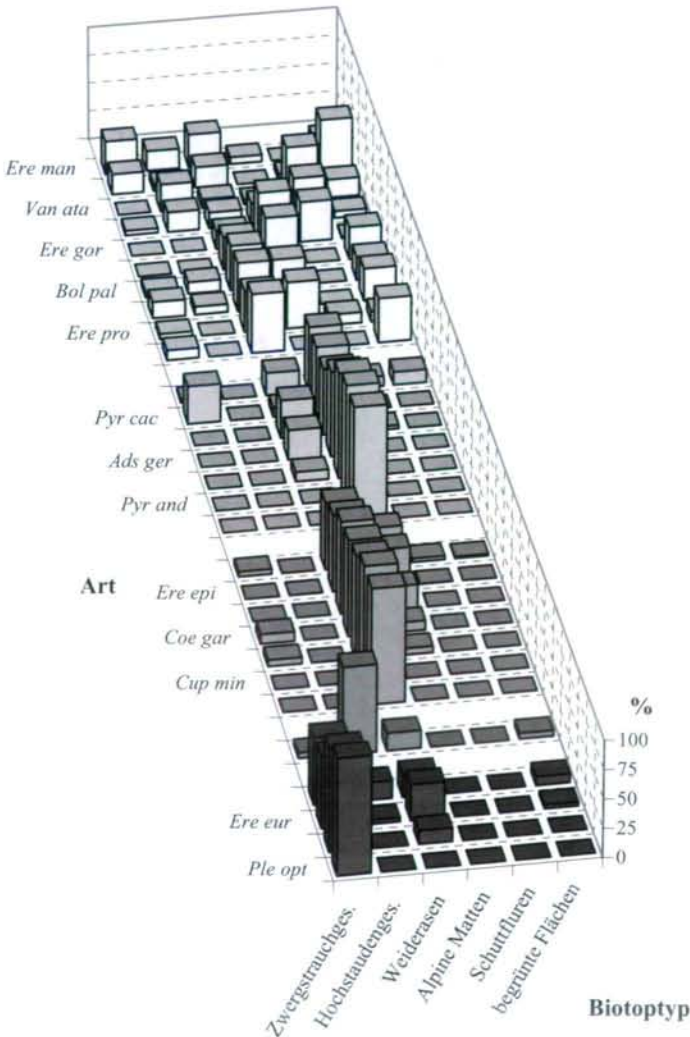 Ere man
Van ata
Ere gor
Bol pal
Ere pro
Pyr cac
Ads ger
Pyr and
Art
Ere epi
Coe gar
Cup min
Ere eur
Ple opt
%
100
75
50
25
0
Zwergstrauchges.
Hochstaudenges.
Weiderasen
Alpine Matten
Schuttfluren
begrünte Flächen
Biotoptyp